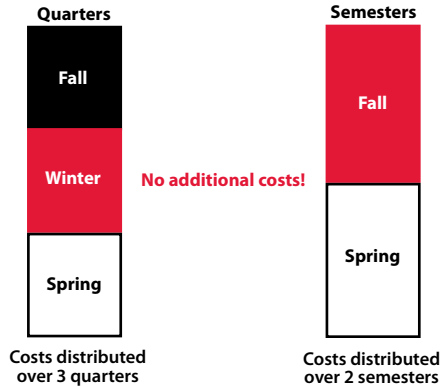 Quarters
Fall
Winter
Spring
Costs distributed
over 3 quarters
No additional costs!
Semesters
Fall
Spring
Costs distributed
over 2 semesters